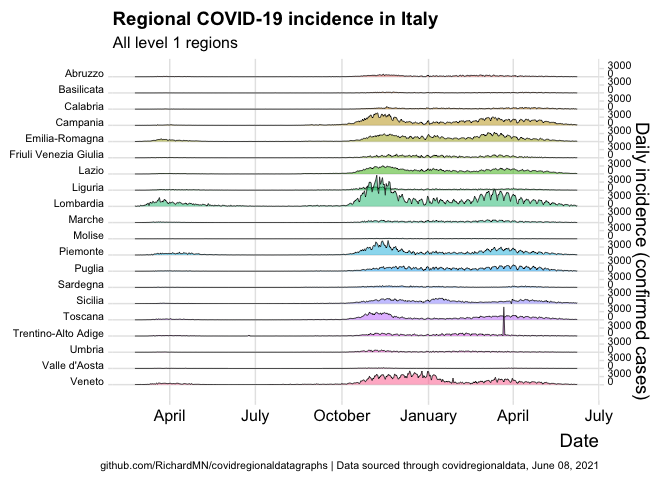 Regional COVID-19 incidence in Italy
All level 1 regions
Abruzzo
Basilicata
Calabria
Campania
Emilia-Romagna
Friuli Venezia Giulia
Lazio
Liguria
Lombardia
Marche
Molise
Piemonte
Puglia
Sardegna
Sicilia
Toscana
Trentino-Alto Adige
Umbria
Valle d'Aosta
Veneto
3000
0
3000
0
3000
0
3000
0
3000
0
3000
0
3000
0
3000
0
3000
0
3000
0
3000
0
3000
0
3000
0
3000
0
3000
0
3000
0
3000
0
3000
0
3000
0
3000
0
Daily incidence (confirmed cases)
April July October January April July
Date
github.com/RichardMN/covidregionaldatagraphs | Data sourced through covidregionaldata, June 08, 2021